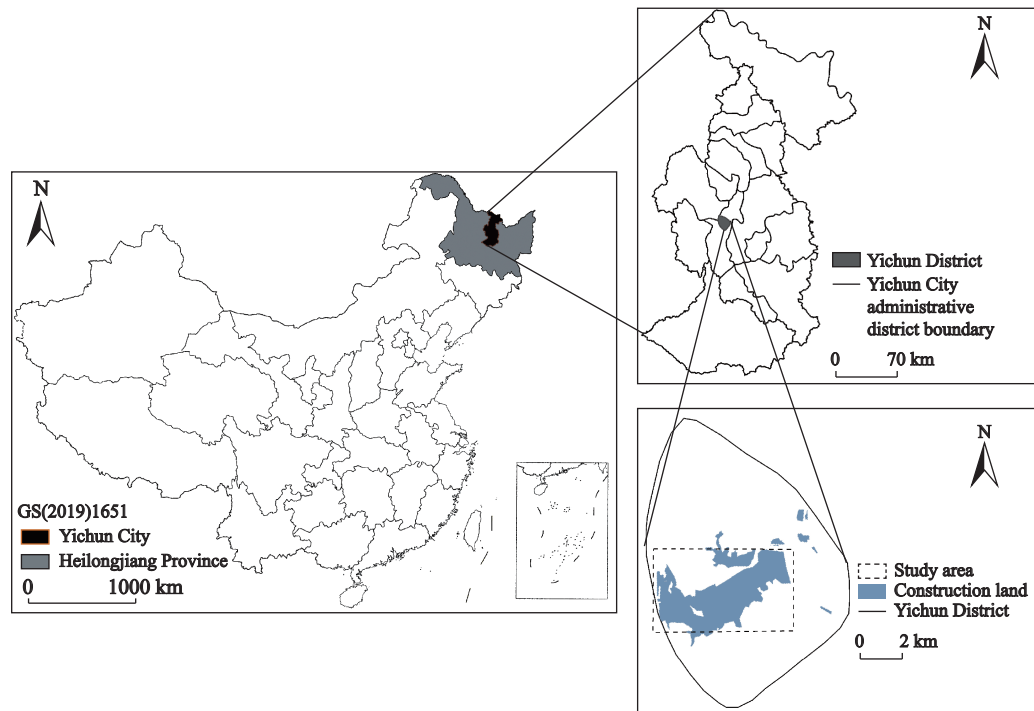 N
GS(2019)1651
Yichun City
Heilongjiang Province
0 1000 km
N
Yichun District
Yichun City
administrative
district boundary
0 70 km
N
Study area
Construction land
Yichun District
0 2 km